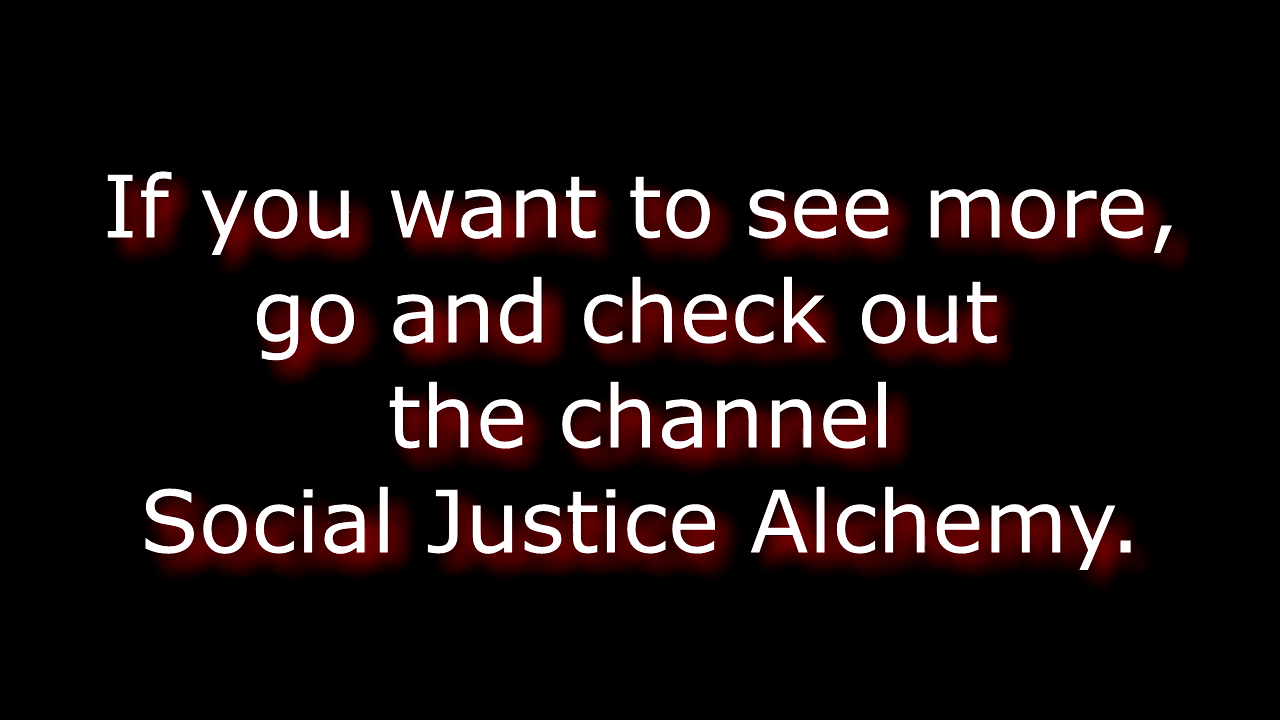 If you want to see more,
go and check out
the channel
Social Justice Alchemy.